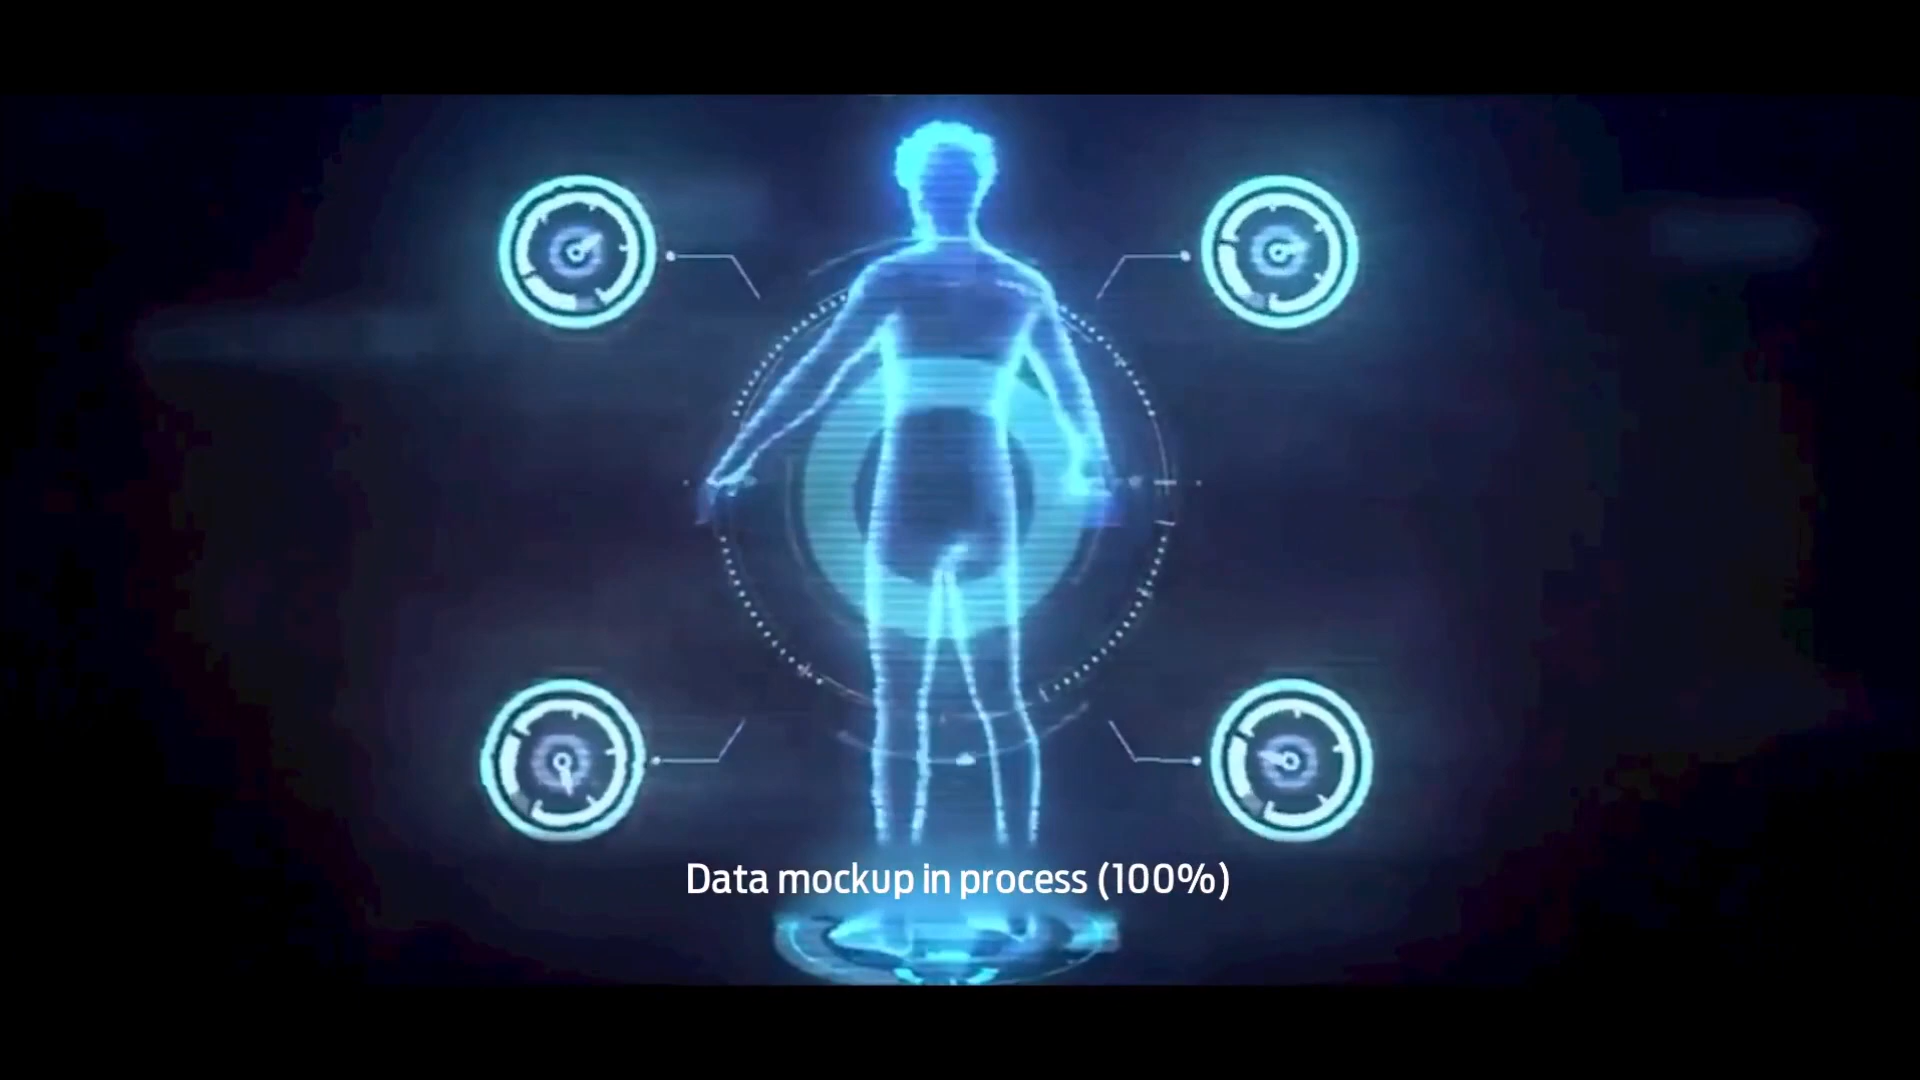 Data mockup in process (100%)